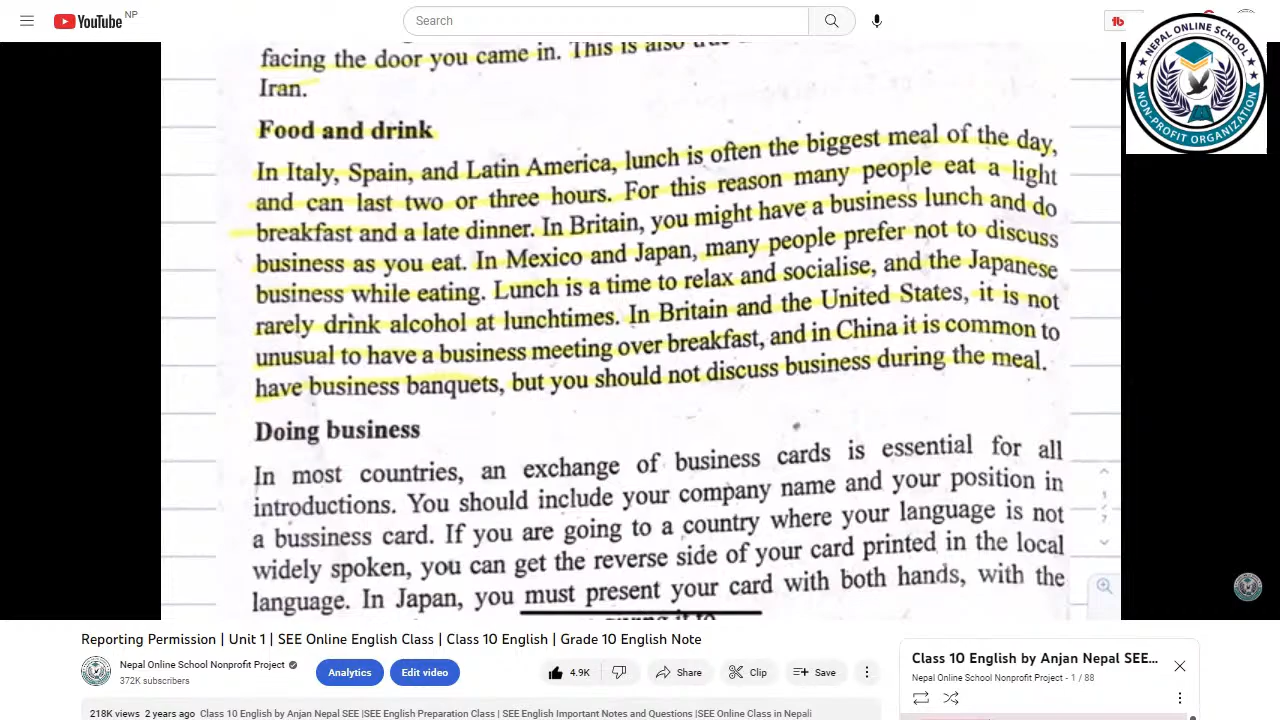 YouTube NP
Search
NEPAL ONLINE SCHOOL
NON-PROFIT ORGANIZATION
facing the door you came in. This is also true
Iran.
Food and drink
In Italy, Spain, and Latin America, lunch is often the biggest meal of the day,
and can last two or three hours. For this reason many people eat a light
breakfast and a late dinner. In Britain, you might have a business lunch and do
business as you eat. In Mexico and Japan, many people prefer not to discuss
business while eating. Lunch is a time to relax and socialise, and the Japanese
rarely drink alcohol at lunchtimes. In Britain and the United States, it is not
unusual to have a business meeting over breakfast, and in China it is common to
have business banquets, but you should not discuss business during the meal.
Doing business
In most countries, an exchange of business cards is essential for all
introductions. You should include your company name and your position in
a bussiness card. If you are going to a country where your language is not
widely spoken, you can get the reverse side of your card printed in the local
language. In Japan, you must present your card with both hands, with the
Reporting Permission | Unit 1 | SEE Online English Class | Class 10 English | Grade 10 English Note
Nepal Online School Nonprofit Project
372K subscribers
Analytics
Edit video
4.9K
Share
Clip
Save
218K views 2 years ago Class 10 English by Anjan Nepal SEE |SEE English Preparation Class | SEE English Important Notes and Questions |SEE Online Class in Nepali
Class 10 English by Anjan Nepal SEE...
Nepal Online School Nonprofit Project - 1 / 88